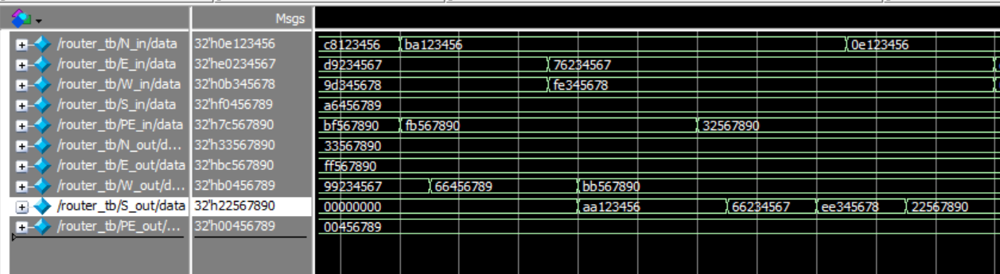 Msgs
/router_tb/N_in/data 32'h0e123456 c8123456 ba123456 0e123456
/router_tb/E_in/data 32'he0234567 d9234567 76234567
/router_tb/W_in/data 32'h0b345678 9d345678 fe345678
/router_tb/S_in/data 32'hf0456789 a6456789
/router_tb/PE_in/data 32'h7c567890 bf567890 fb567890 32567890
/router_tb/N_out/d... 32'h33567890 33567890
/router_tb/E_out/data 32'hbc567890 ff567890
/router_tb/W_out/d... 32'hb0456789 99234567 66456789 bb567890
/router_tb/S_out/data 32'h22567890 00000000 aa123456 66234567 ee345678 22567890
/router_tb/PE_out/... 32'h00456789 00456789